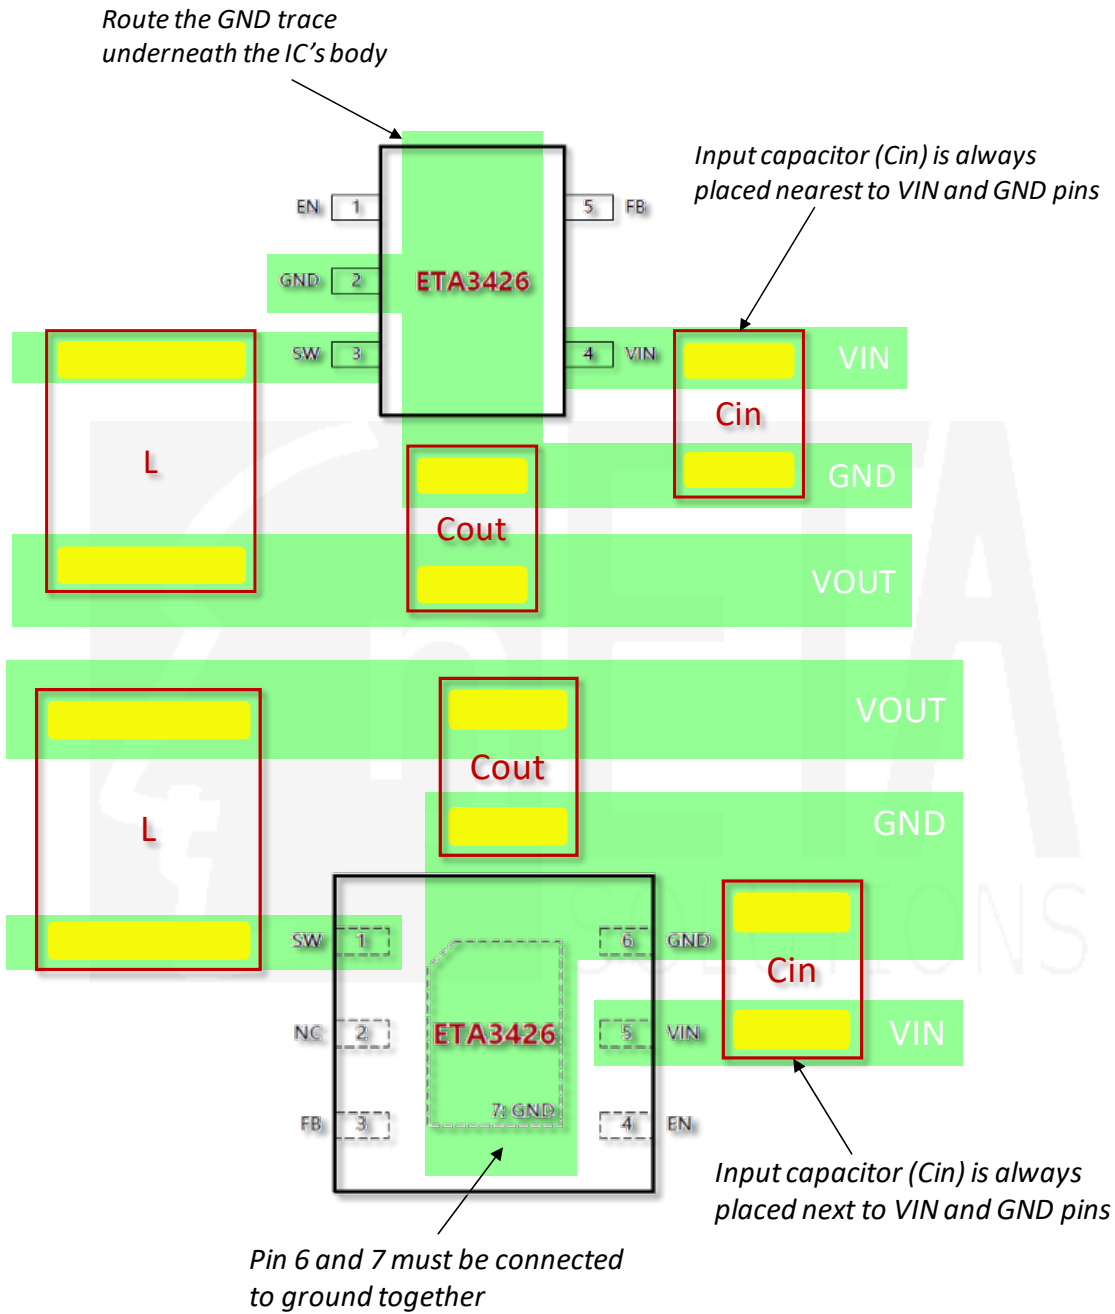 Route the GND trace
underneath the IC's body
Input capacitor (Cin) is always
placed nearest to VIN and GND pins
EN 1
5 FB
GND 2
ETA3426
SW 3
4 VIN
VIN
Cin
L
GND
Cout
VOUT
ETA
SOLUTIONS
VOUT
Cout
GND
L
SW 1
6 GND
Cin
NC 2
ETA3426
5 VIN
VIN
7: GND
FB 3
4 EN
Input capacitor (Cin) is always
placed next to VIN and GND pins
Pin 6 and 7 must be connected
to ground together